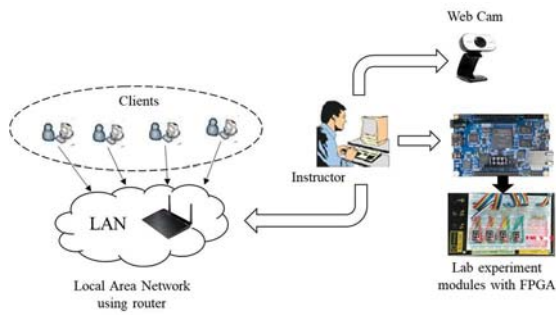 Web Cam
Clients
Instructor
LAN
Local Area Network
using router
Lab experiment
modules with FPGA